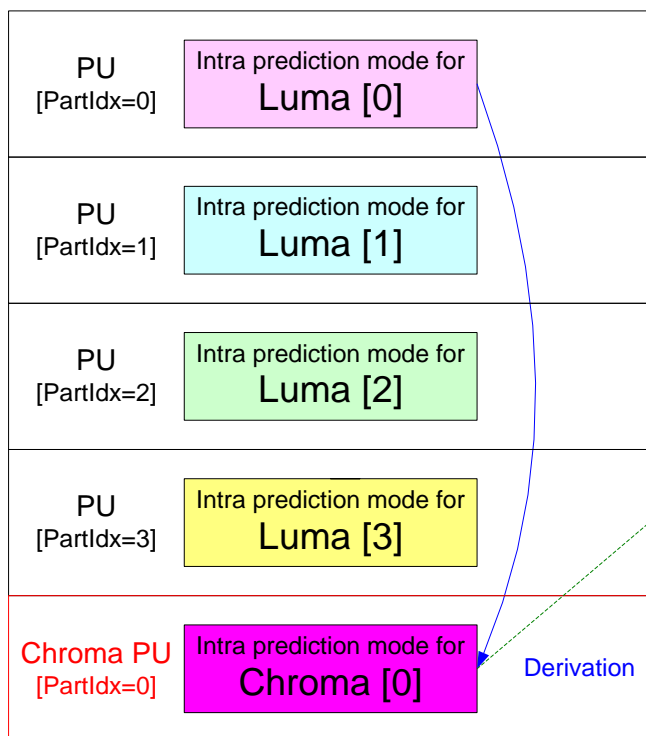 PU
[PartIdx=0]
Intra prediction mode for
Luma [0]
PU
[PartIdx=1]
Intra prediction mode for
Luma [1]
PU
[PartIdx=2]
Intra prediction mode for
Luma [2]
PU
[PartIdx=3]
Intra prediction mode for
Luma [3]
Chroma PU
[PartIdx=0]
Intra prediction mode for
Chroma [0]
Derivation